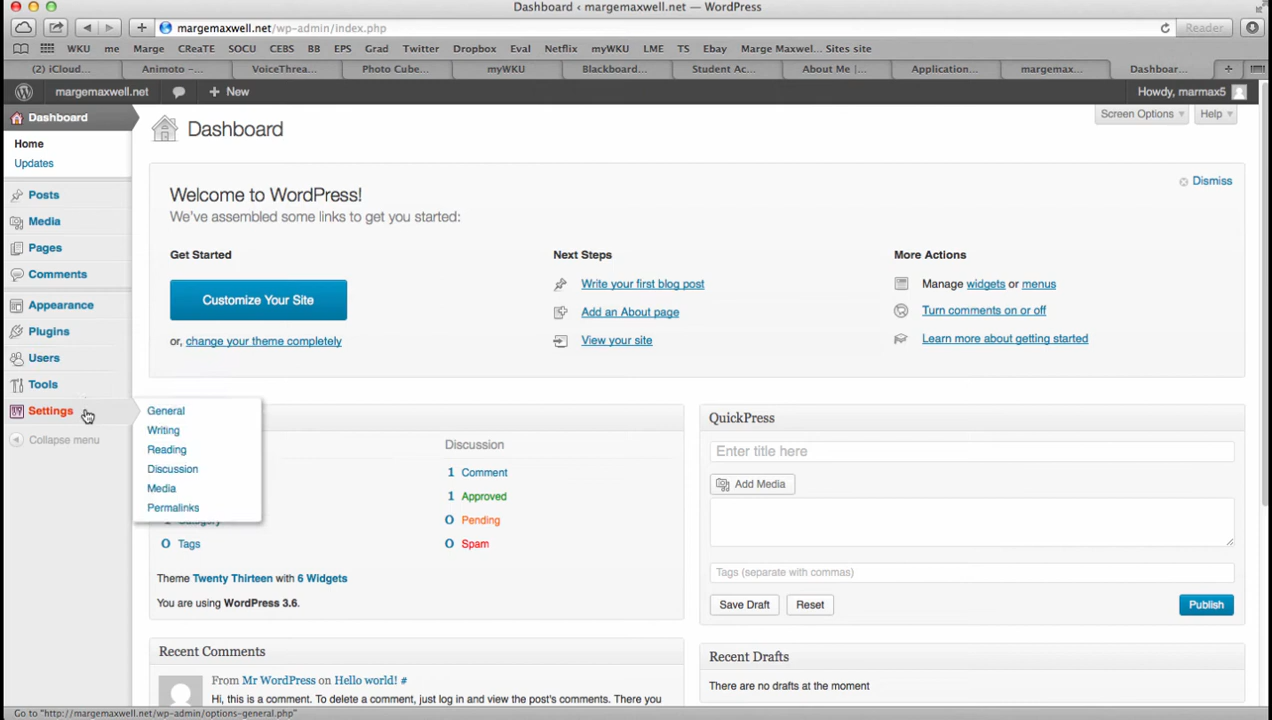 Dashboard ‹ margemaxwell.net — WordPress
margemaxwell.net/wp-admin/index.php
Reader
WKU me Marge CReaTE SOCU CEBS BB EPS Grad Twitter Dropbox Eval Netflix myWKU LME TS Ebay Marge Maxwel... Sites site
(2) iCloud... Animoto –... VoiceThrea... Photo Cube... myWKU Blackboard... Student Ac... About Me |... Application... margemax... Dashboar...
margemaxwell.net + New Howdy, marmax5
Dashboard
Home
Updates
Posts
Media
Pages
Comments
Appearance
Plugins
Users
Tools
Settings
Collapse menu
General
Writing
Reading
Discussion
Media
Permalinks
Screen Options Help
Dashboard
Welcome to WordPress!
Dismiss
We've assembled some links to get you started:
Get Started
Customize Your Site
or, change your theme completely
Next Steps
Write your first blog post
Add an About page
View your site
More Actions
Manage widgets or menus
Turn comments on or off
Learn more about getting started
Discussion
1 Comment
1 Approved
0 Pending
0 Tags
0 Spam
Theme Twenty Thirteen with 6 Widgets
You are using WordPress 3.6.
Recent Comments
From Mr WordPress on Hello world! #
Hi, this is a comment. To delete a comment, just log in and view the post's comments. There you
QuickPress
Enter title here
Add Media
Tags (separate with commas)
Save Draft Reset Publish
Recent Drafts
There are no drafts at the moment
Go to "http://margemaxwell.net/wp-admin/options-general.php"